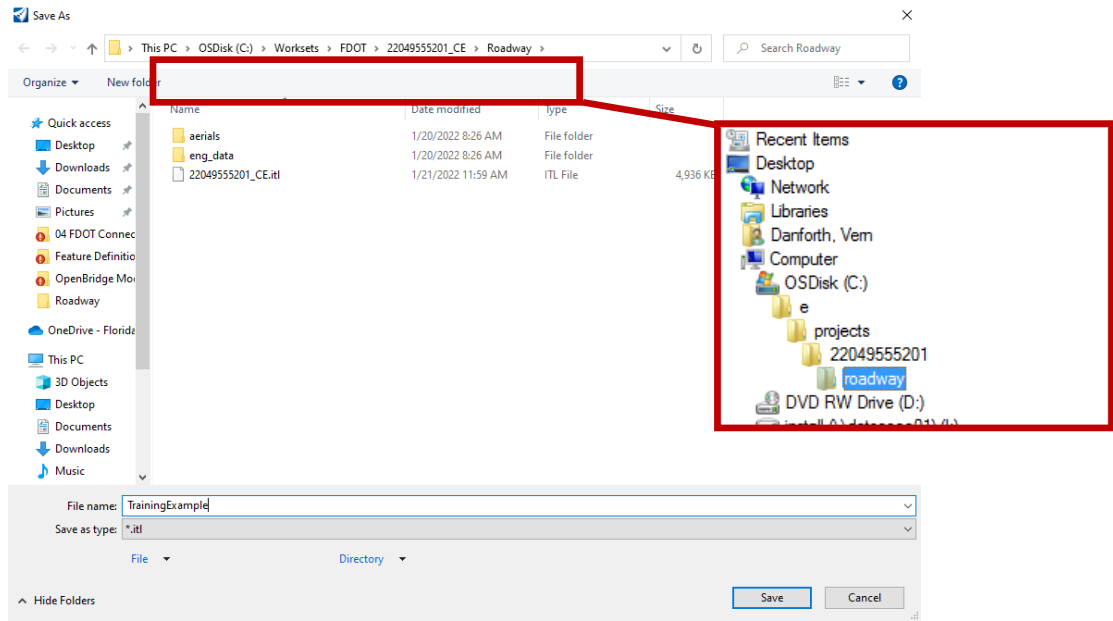 Save As
This PC > OSDisk (C:) > Worksets > FDOT > 22049555201_CE > Roadway >
Search Roadway
Organize
New folder
Name
Date modified
Type
Size
Quick access
Desktop
Downloads
Documents
Pictures
04 FDOT Connec
Feature Definitio
OpenBridge Mo
Roadway
OneDrive - Florida
This PC
3D Objects
Desktop
Documents
Downloads
Music
aerials 1/20/2022 8:26 AM File folder
eng_data 1/20/2022 8:26 AM File folder
22049555201_CE.itl 1/21/2022 11:59 AM ITL File 4,936 KB
Recent Items
Desktop
Network
Libraries
Danforth, Vern
Computer
OSDisk (C:)
e
projects
22049555201
roadway
DVD RW Drive (D:)
File name: TrainingExample
Save as type: *.itl
File
Directory
Hide Folders
Save
Cancel